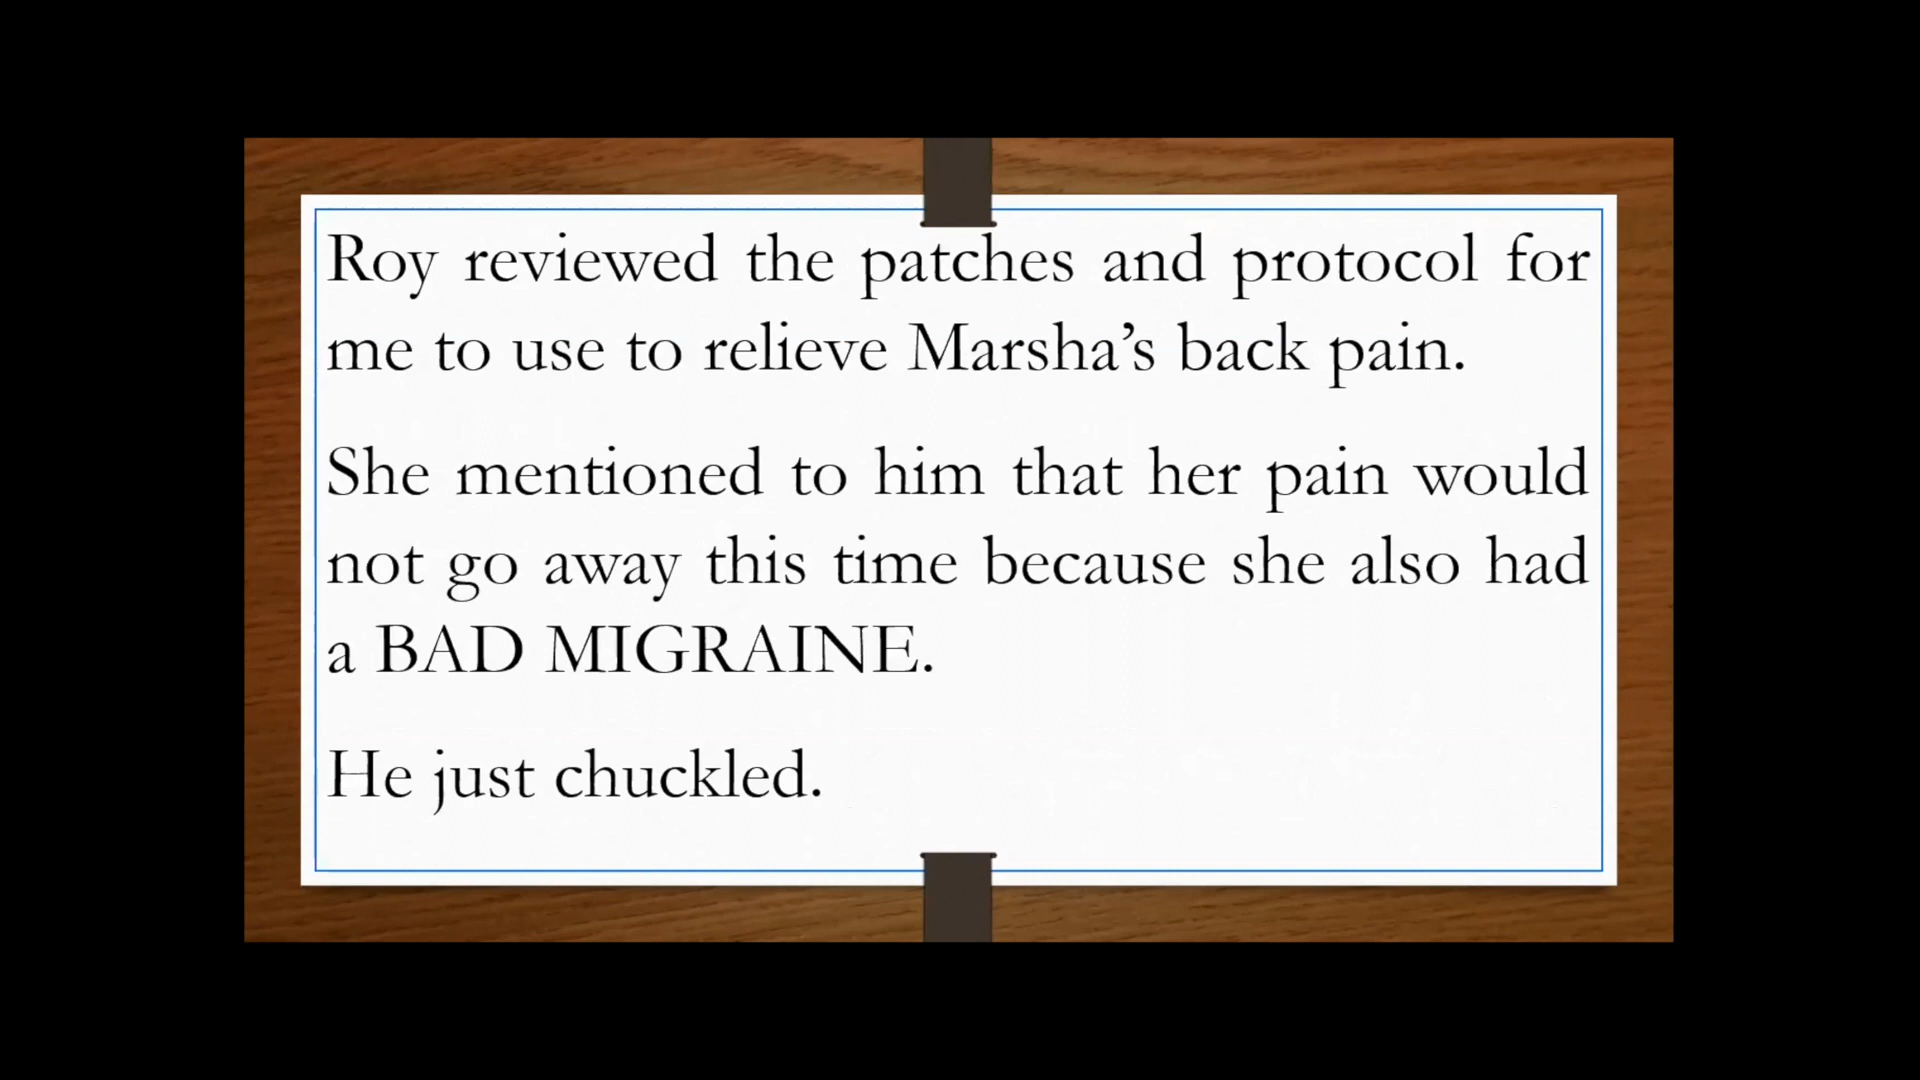 Roy reviewed the patches and protocol for
me to use to relieve Marsha’s back pain.
She mentioned to him that her pain would
not go away this time because she also had
a BAD MIGRAINE.
He just chuckled.